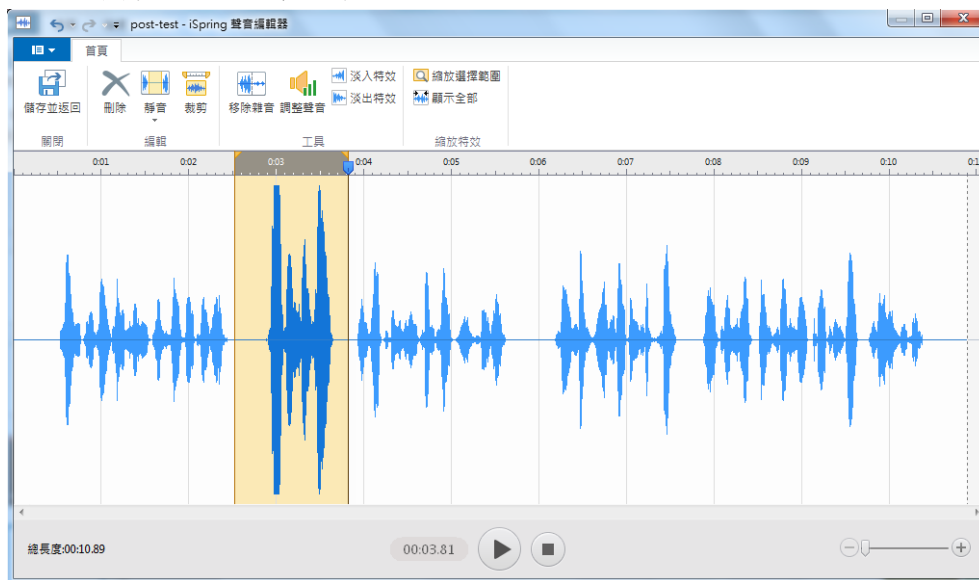 post-test - iSpring 聲音編輯器
首頁
儲存並返回
刪除
靜音
裁剪
移除雜音
調整聲音
淡入特效
淡出特效
縮放選擇範圍
顯示全部
關閉
編輯
工具
縮放特效
0:01 0:02 0:03 0:04 0:05 0:06 0:07 0:08 0:09 0:10 0:1
總長度:00:10.89
00:03.81